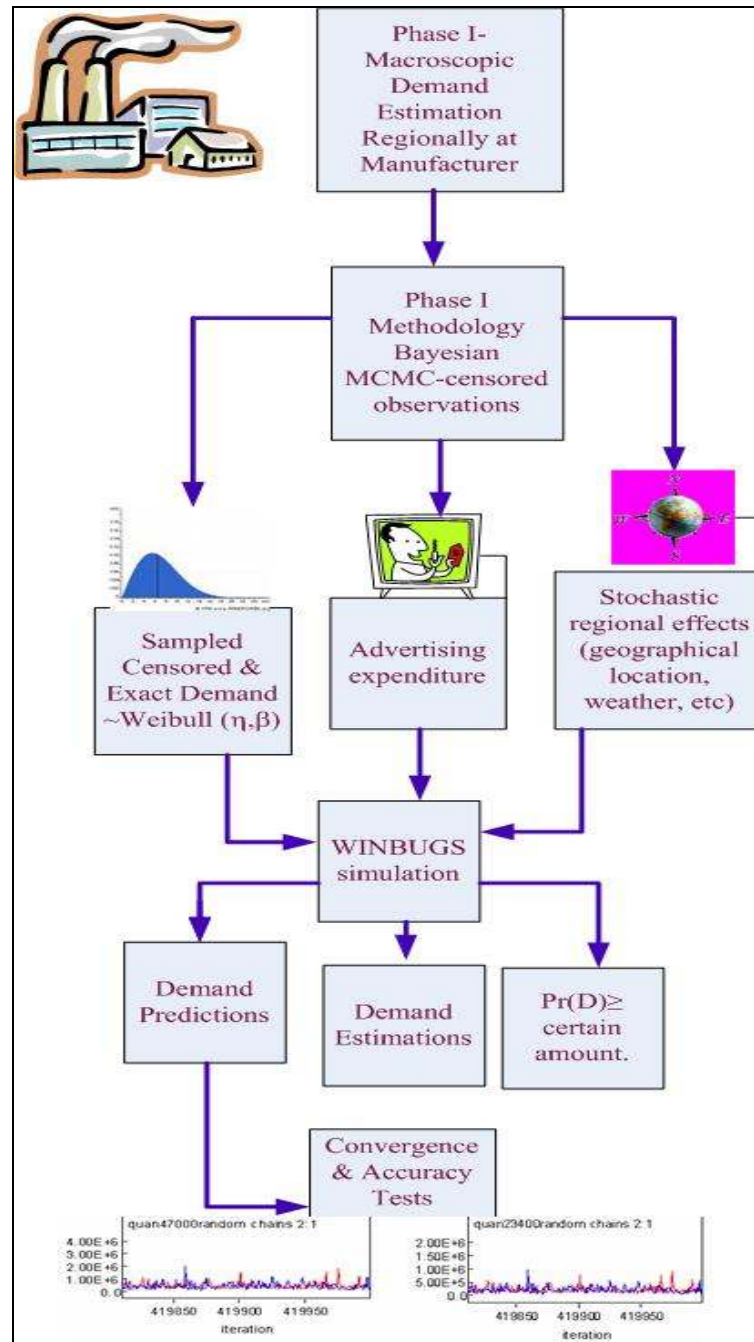 Phase I-
Macroscopic
Demand
Estimation
Regionally at
Manufacturer
Phase I
Methodology
Bayesian
MCMC-censored
observations
N
W
E
S
Sampled
Censored &
Exact Demand
~Weibull (η,β)
Advertising
expenditure
Stochastic
regional effects
(geographical
location,
weather, etc)
WINBUGS
simulation
Demand
Predictions
Demand
Estimations
Pr(D)≥
certain
amount.
Convergence
& Accuracy
Tests
quan47000random chains 2:1
4.00E+6
3.00E+6
2.00E+6
1.00E+6
0.0
419850 419900 419950
iteration
quan23400random chains 2:1
2.00E+6
1.50E+6
1.00E+6
5.00E+5
0.0
419850 419900 419950
iteration